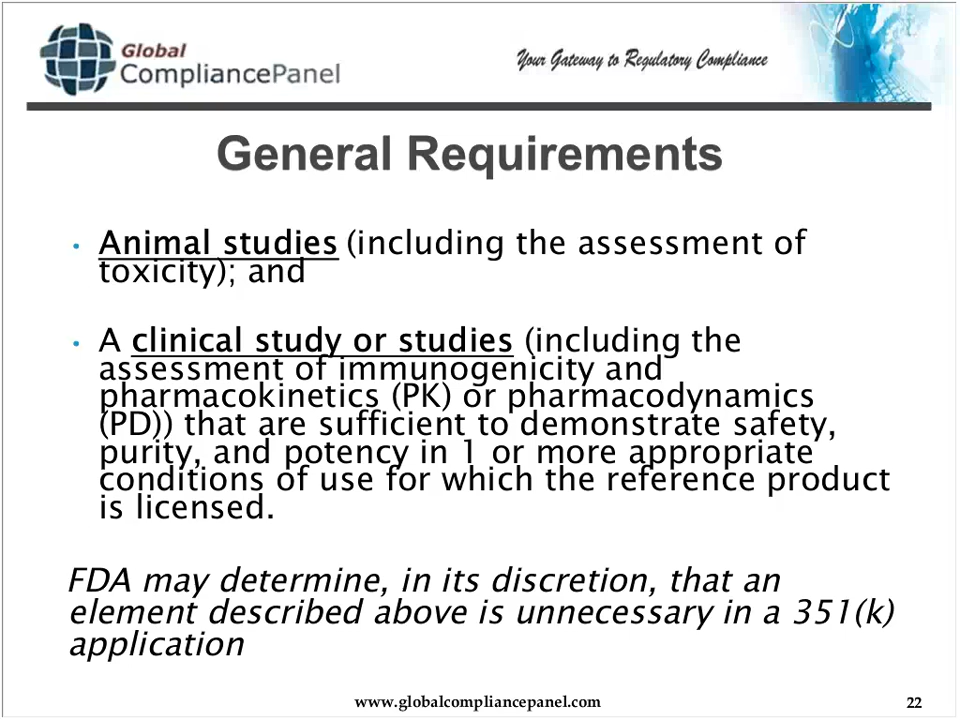 Global
CompliancePanel
Your Gateway to Regulatory Compliance
General Requirements
• Animal studies (including the assessment of
toxicity); and
• A clinical study or studies (including the
assessment of immunogenicity and
pharmacokinetics (PK) or pharmacodynamics
(PD)) that are sufficient to demonstrate safety,
purity, and potency in 1 or more appropriate
conditions of use for which the reference product
is licensed.
FDA may determine, in its discretion, that an
element described above is unnecessary in a 351(k)
application
www.globalcompliancepanel.com
22